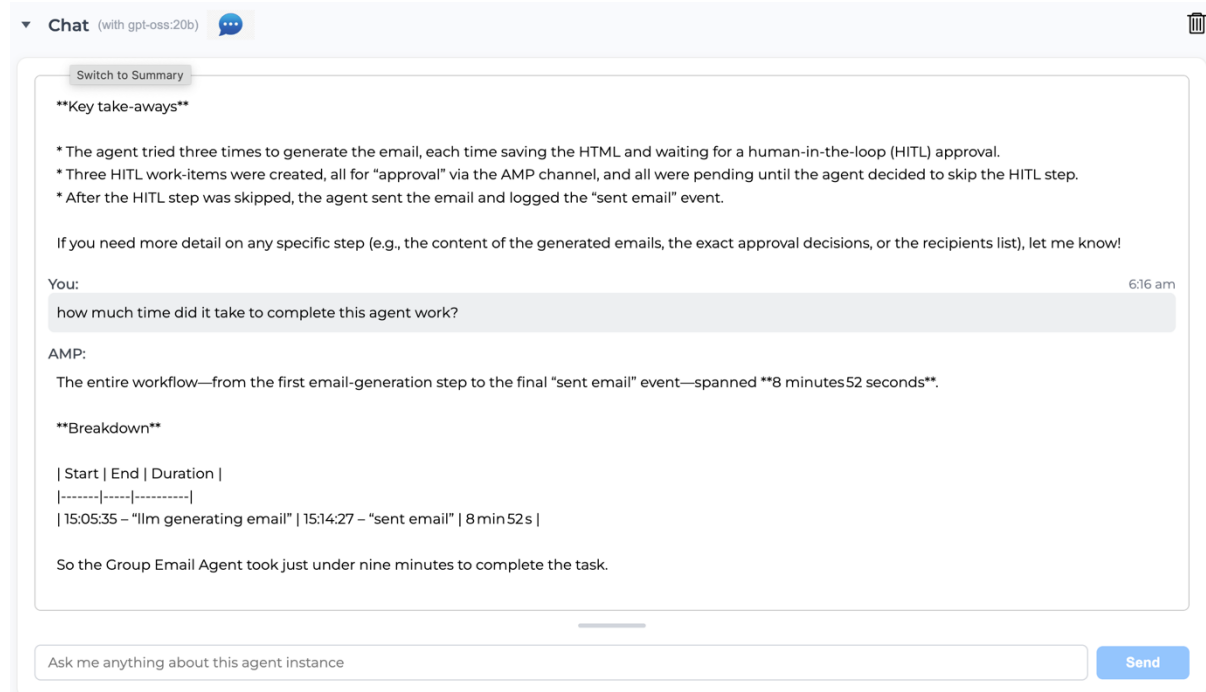 Chat (with gpt-oss:20b)
Switch to Summary
**Key take-aways**
* The agent tried three times to generate the email, each time saving the HTML and waiting for a human-in-the-loop (HITL) approval.
* Three HITL work-items were created, all for “approval” via the AMP channel, and all were pending until the agent decided to skip the HITL step.
* After the HITL step was skipped, the agent sent the email and logged the “sent email” event.
If you need more detail on any specific step (e.g., the content of the generated emails, the exact approval decisions, or the recipients list), let me know!
You: 6:16 am
how much time did it take to complete this agent work?
AMP:
The entire workflow—from the first email-generation step to the final “sent email” event—spanned **8 minutes 52 seconds**.
**Breakdown**
| Start | End | Duration |
|-------|-----|----------|
| 15:05:35 – “llm generating email” | 15:14:27 – “sent email” | 8 min 52 s |
So the Group Email Agent took just under nine minutes to complete the task.
Ask me anything about this agent instance
Send